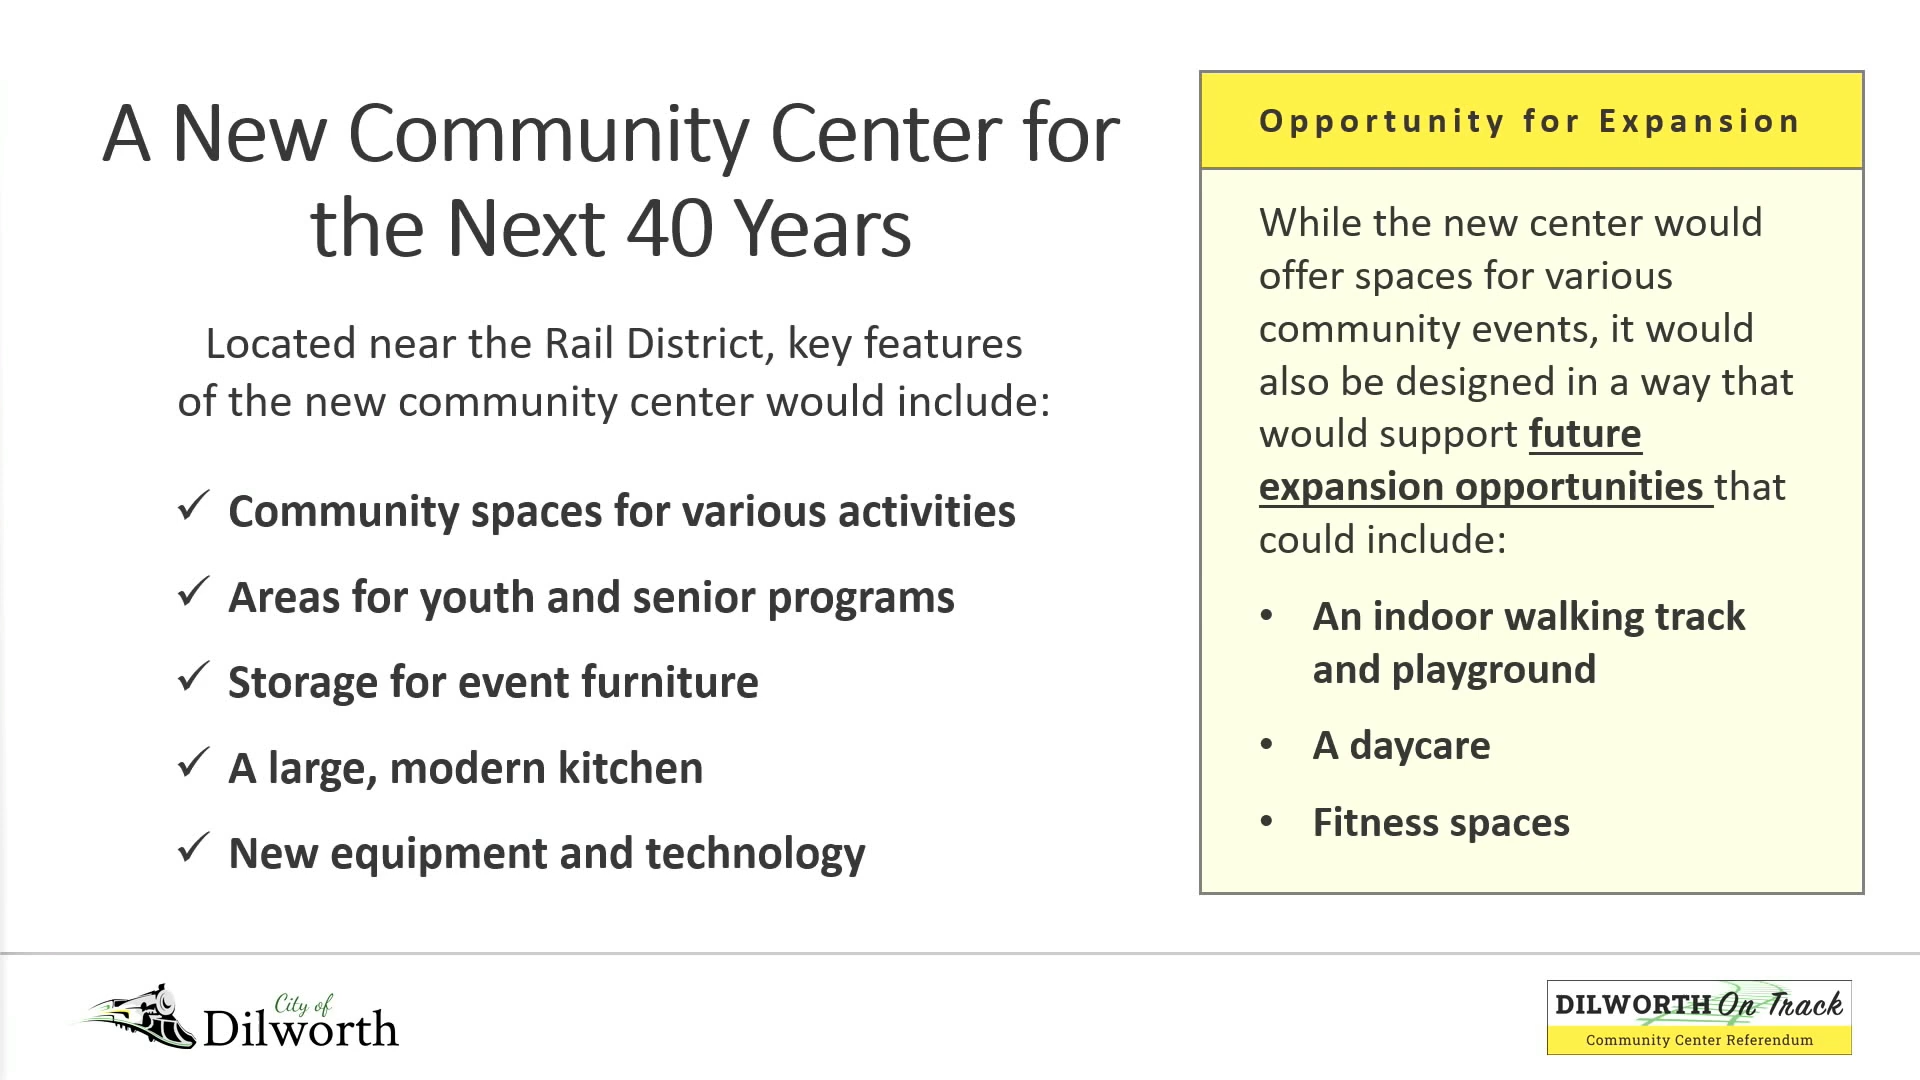 A New Community Center for
the Next 40 Years
Located near the Rail District, key features
of the new community center would include:
✓ Community spaces for various activities
✓ Areas for youth and senior programs
✓ Storage for event furniture
✓ A large, modern kitchen
✓ New equipment and technology
Opportunity for Expansion
While the new center would
offer spaces for various
community events, it would
also be designed in a way that
would support future
expansion opportunities that
could include:
• An indoor walking track
and playground
• A daycare
• Fitness spaces
City of
Dilworth
DILWORTH On Track
Community Center Referendum